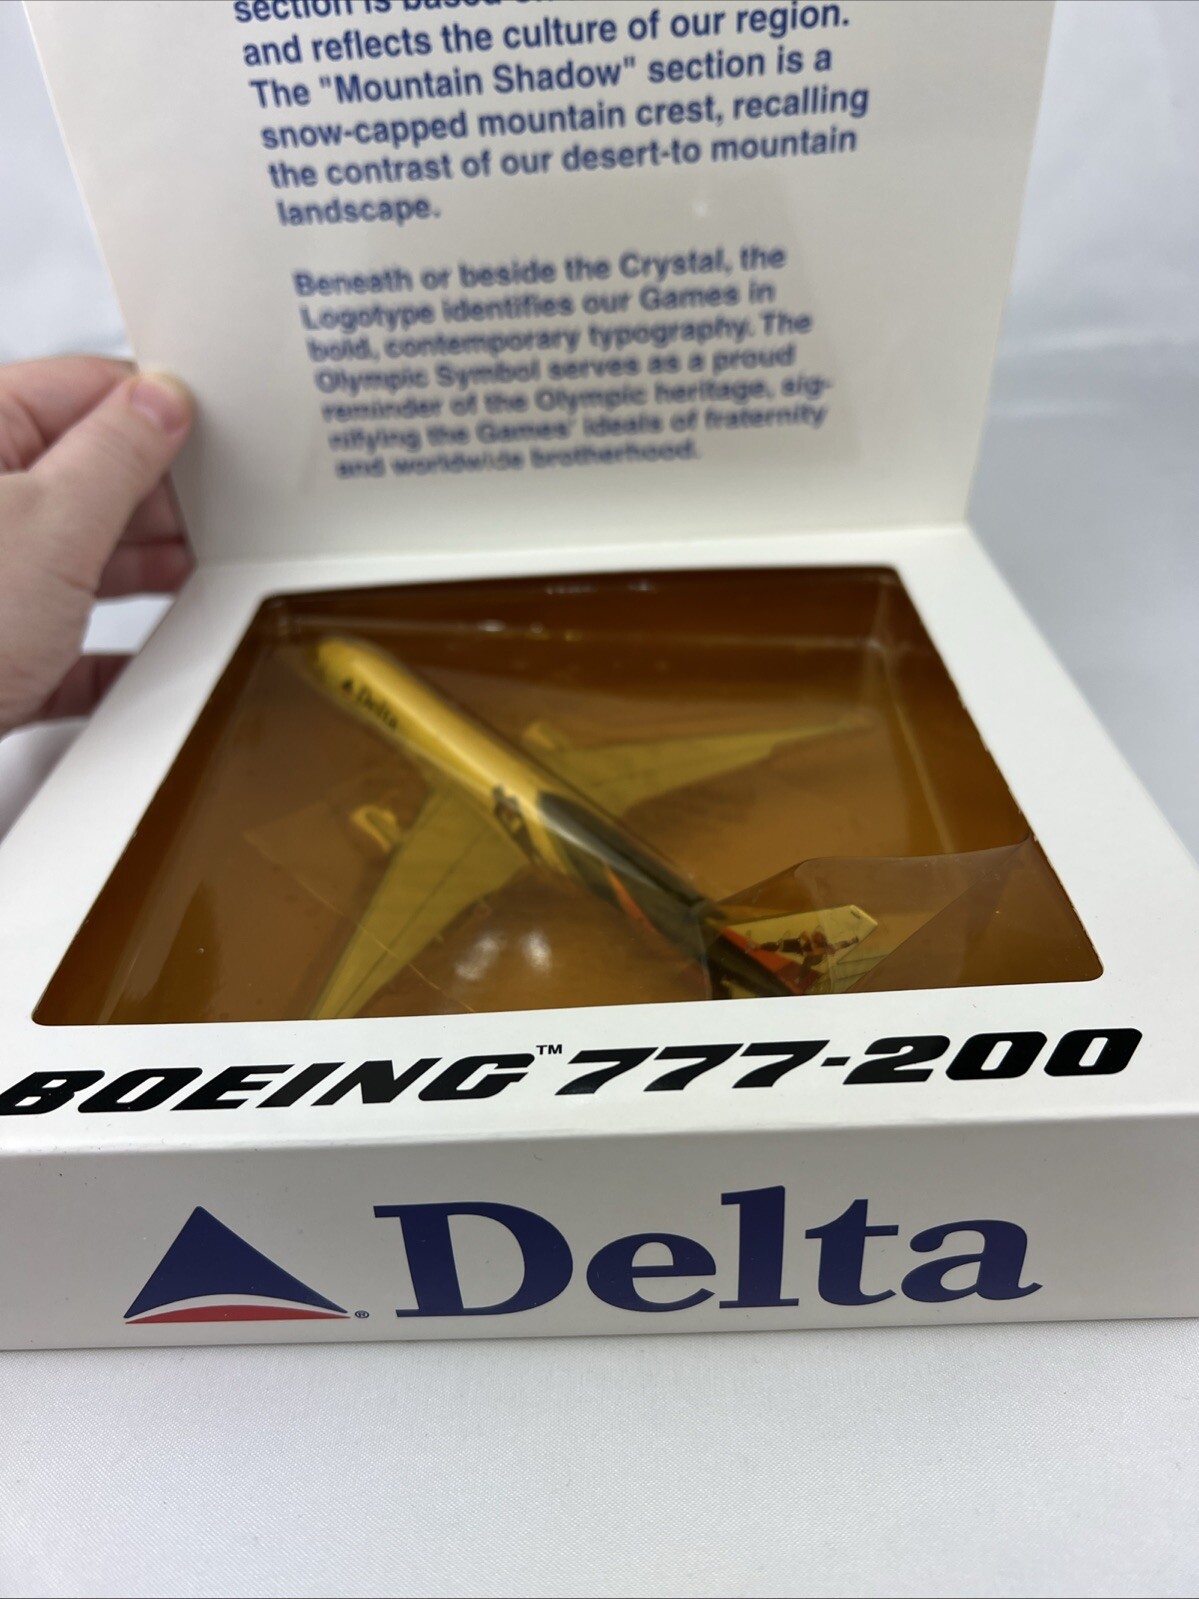 section is based
and reflects the culture of our region.
The "Mountain Shadow" section is a
snow-capped mountain crest, recalling
the contrast of our desert-to mountain
landscape.
Beneath or beside the Crystal, the
Logotype identifies our Games in
bold, contemporary typography. The
Olympic Symbol serves as a proud
reminder of the Olympic heritage, sig-
nifying the Games' ideals of fraternity
and worldwide brotherhood.
Delta
BOEING™ 777-200
® Delta